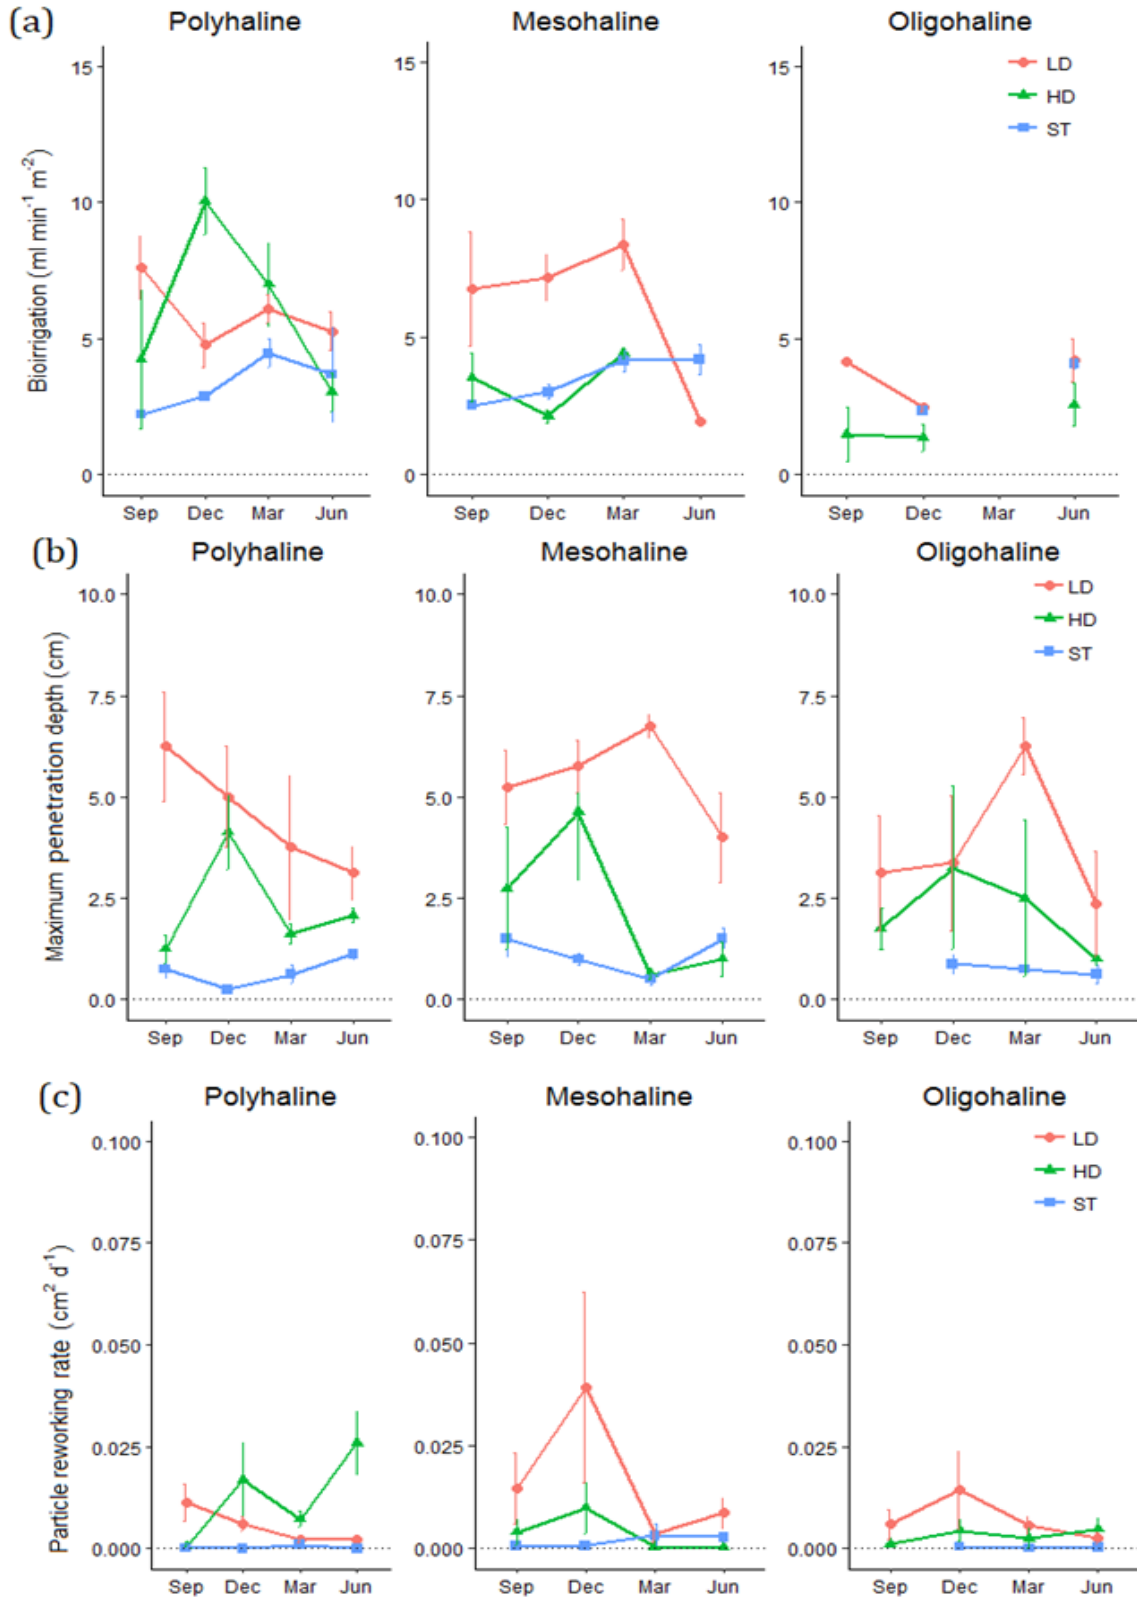 (a)
Polyhaline
Mesohaline
Oligohaline
Bioirrigation (ml min⁻¹ m⁻²)
15
10
5
0
Sep Dec Mar Jun
15
10
5
0
Sep Dec Mar Jun
15
10
5
0
Sep Dec Mar Jun
LD
HD
ST
(b)
Polyhaline
Mesohaline
Oligohaline
Maximum penetration depth (cm)
10.0
7.5
5.0
2.5
0.0
Sep Dec Mar Jun
10.0
7.5
5.0
2.5
0.0
Sep Dec Mar Jun
10.0
7.5
5.0
2.5
0.0
Sep Dec Mar Jun
LD
HD
ST
(c)
Polyhaline
Mesohaline
Oligohaline
Particle reworking rate (cm² d⁻¹)
0.100
0.075
0.050
0.025
0.000
Sep Dec Mar Jun
0.100
0.075
0.050
0.025
0.000
Sep Dec Mar Jun
0.100
0.075
0.050
0.025
0.000
Sep Dec Mar Jun
LD
HD
ST